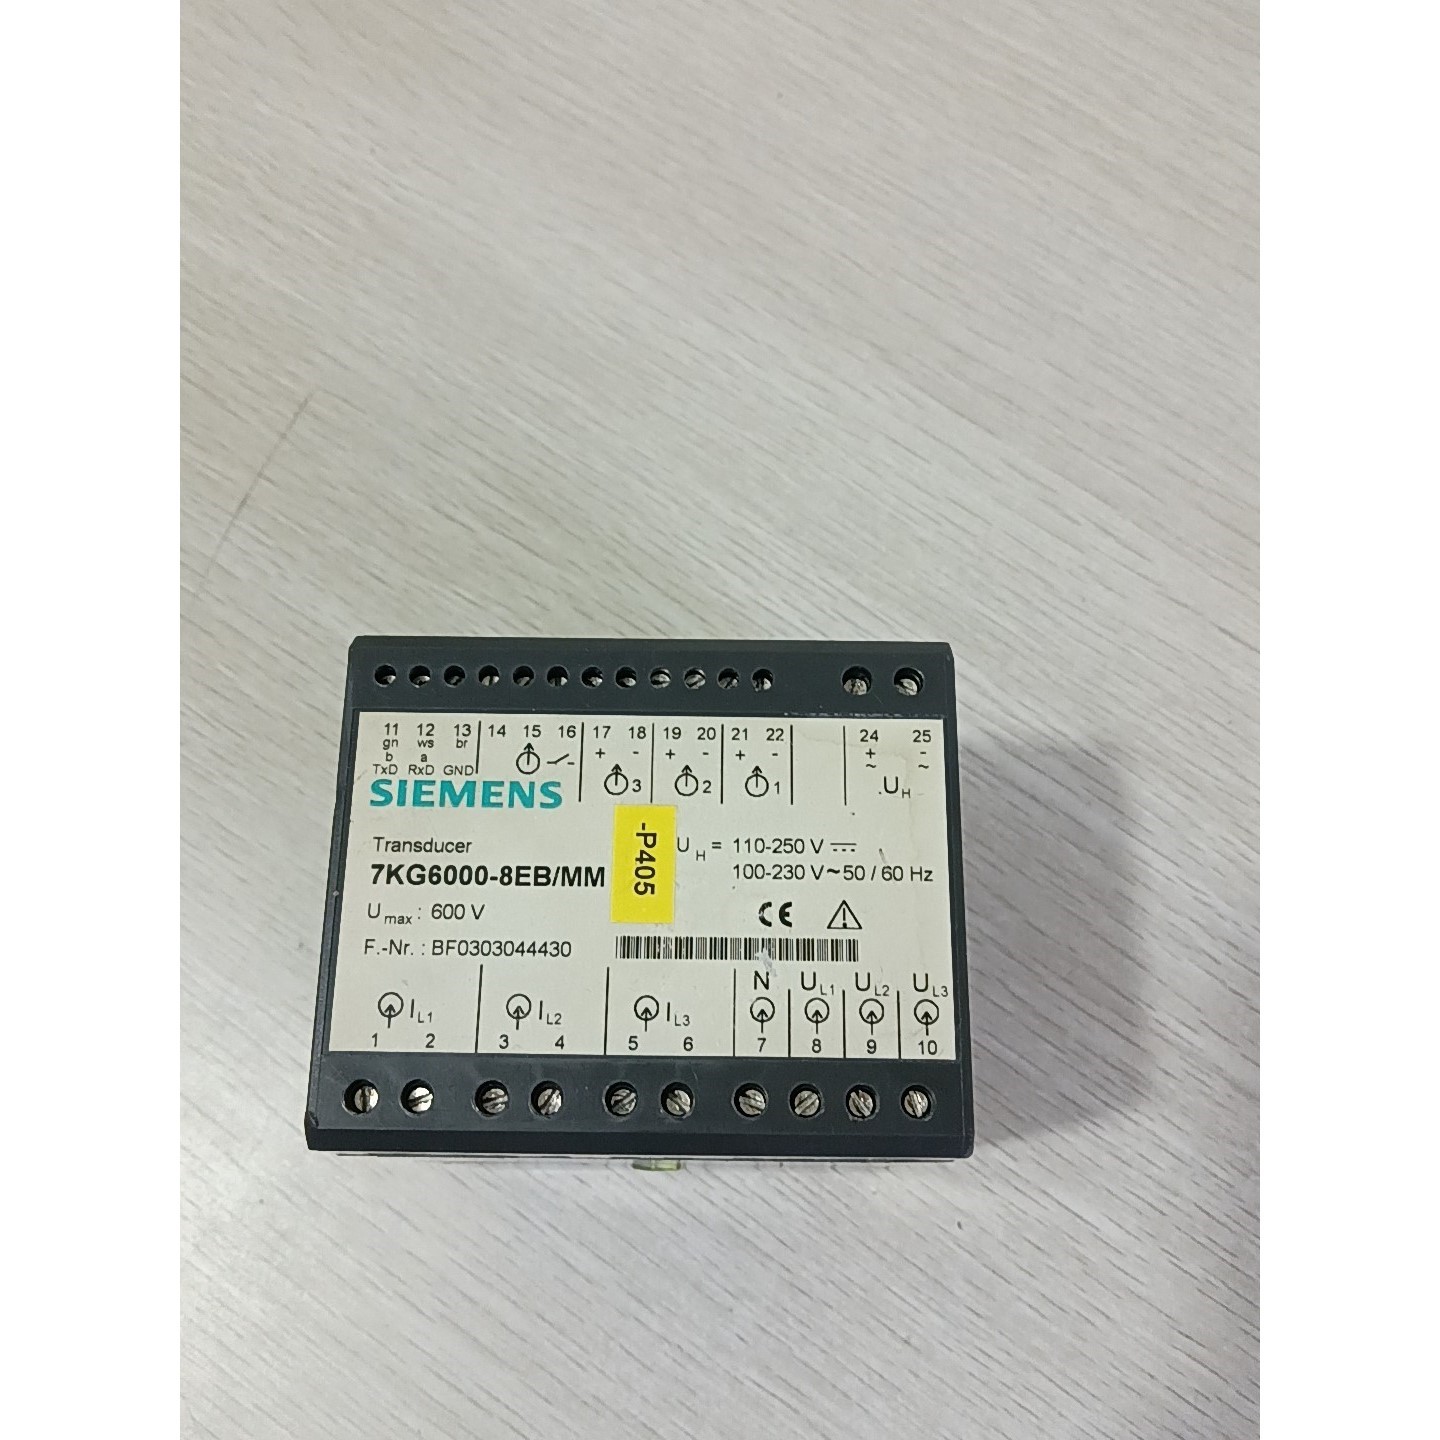 11 12 13 14 15 16 17 18 19 20 21 22 24 25
gn ws br + - + - + - + -
b a ~ ~
TxD RxD GND 3 2 1 UH
SIEMENS
Transducer
7KG6000-8EB/MM
Umax : 600 V
F.-Nr. : BF0303044430
-P405
UH = 110-250 V ⎓
100-230 V~50 / 60 Hz
CE
N UL1 UL2 UL3
IL1 IL2 IL3
1 2 3 4 5 6 7 8 9 10